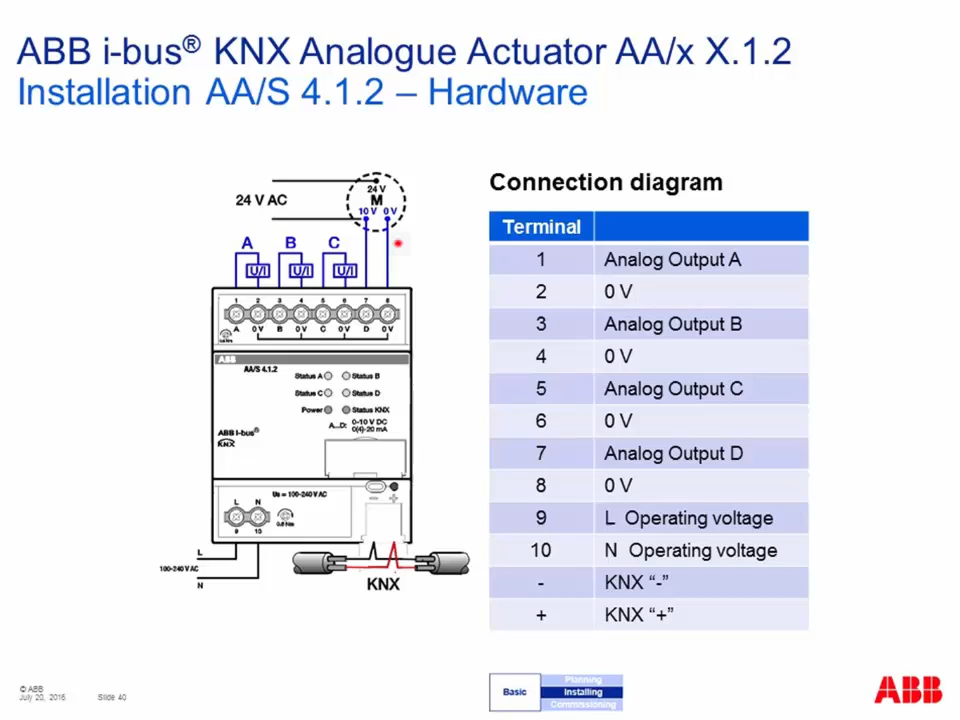 ABB i-bus® KNX Analogue Actuator AA/x X.1.2
Installation AA/S 4.1.2 – Hardware
24 V AC
24 V
M
10 V 0 V
A B C
U/I U/I U/I
1 2 3 4 5 6 7 8
A 0 V B 0 V C 0 V D 0 V
ABB
AA/S 4.1.2
Status A Status B
Status C Status D
Power Status KNX
A...D: 0-10 V DC
0(4)-20 mA
ABB i-bus®
KNX
Us = 100-240 V AC
L N
9 10
L
100-240 V AC
N
KNX
Connection diagram
Terminal
1 Analog Output A
2 0 V
3 Analog Output B
4 0 V
5 Analog Output C
6 0 V
7 Analog Output D
8 0 V
9 L Operating voltage
10 N Operating voltage
- KNX “-”
+ KNX “+”
© ABB
July 20, 2016 Slide 40
Basic
Planning
Installing
Commissioning
ABB